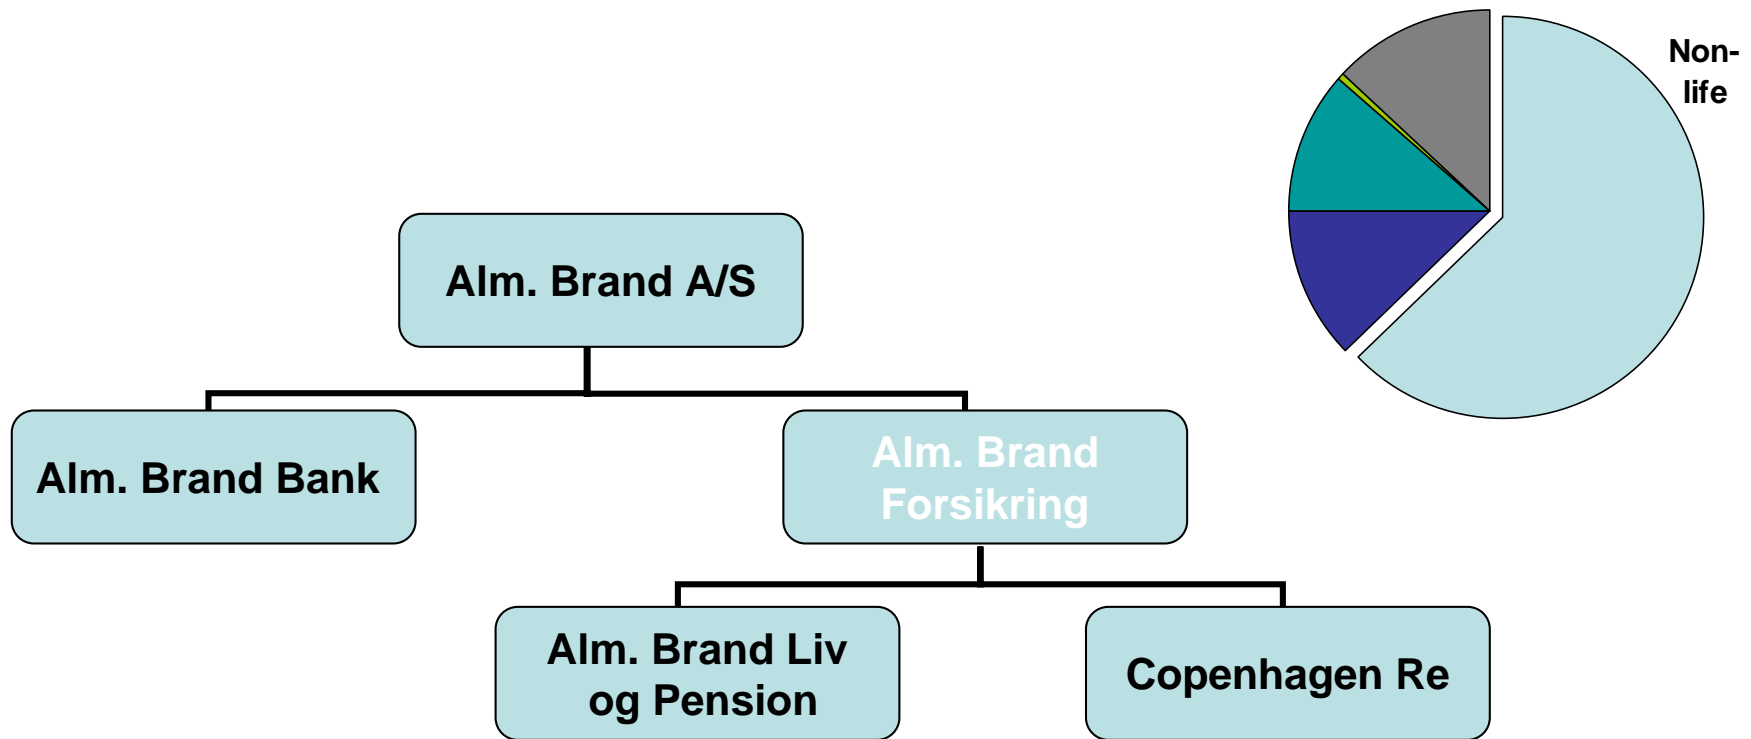 Non-
life
Alm. Brand A/S
Alm. Brand Bank
Alm. Brand
Forsikring
Alm. Brand Liv
og Pension
Copenhagen Re